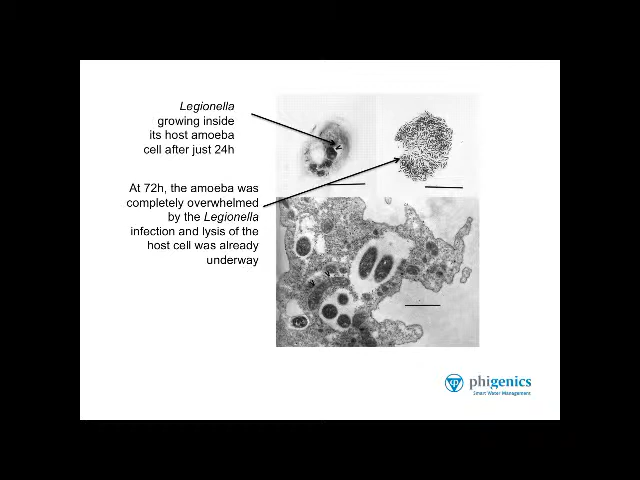 Legionella
growing inside
its host amoeba
cell after just 24h
At 72h, the amoeba was
completely overwhelmed
by the Legionella
infection and lysis of the
host cell was already
underway
phigenics
Smart Water Management